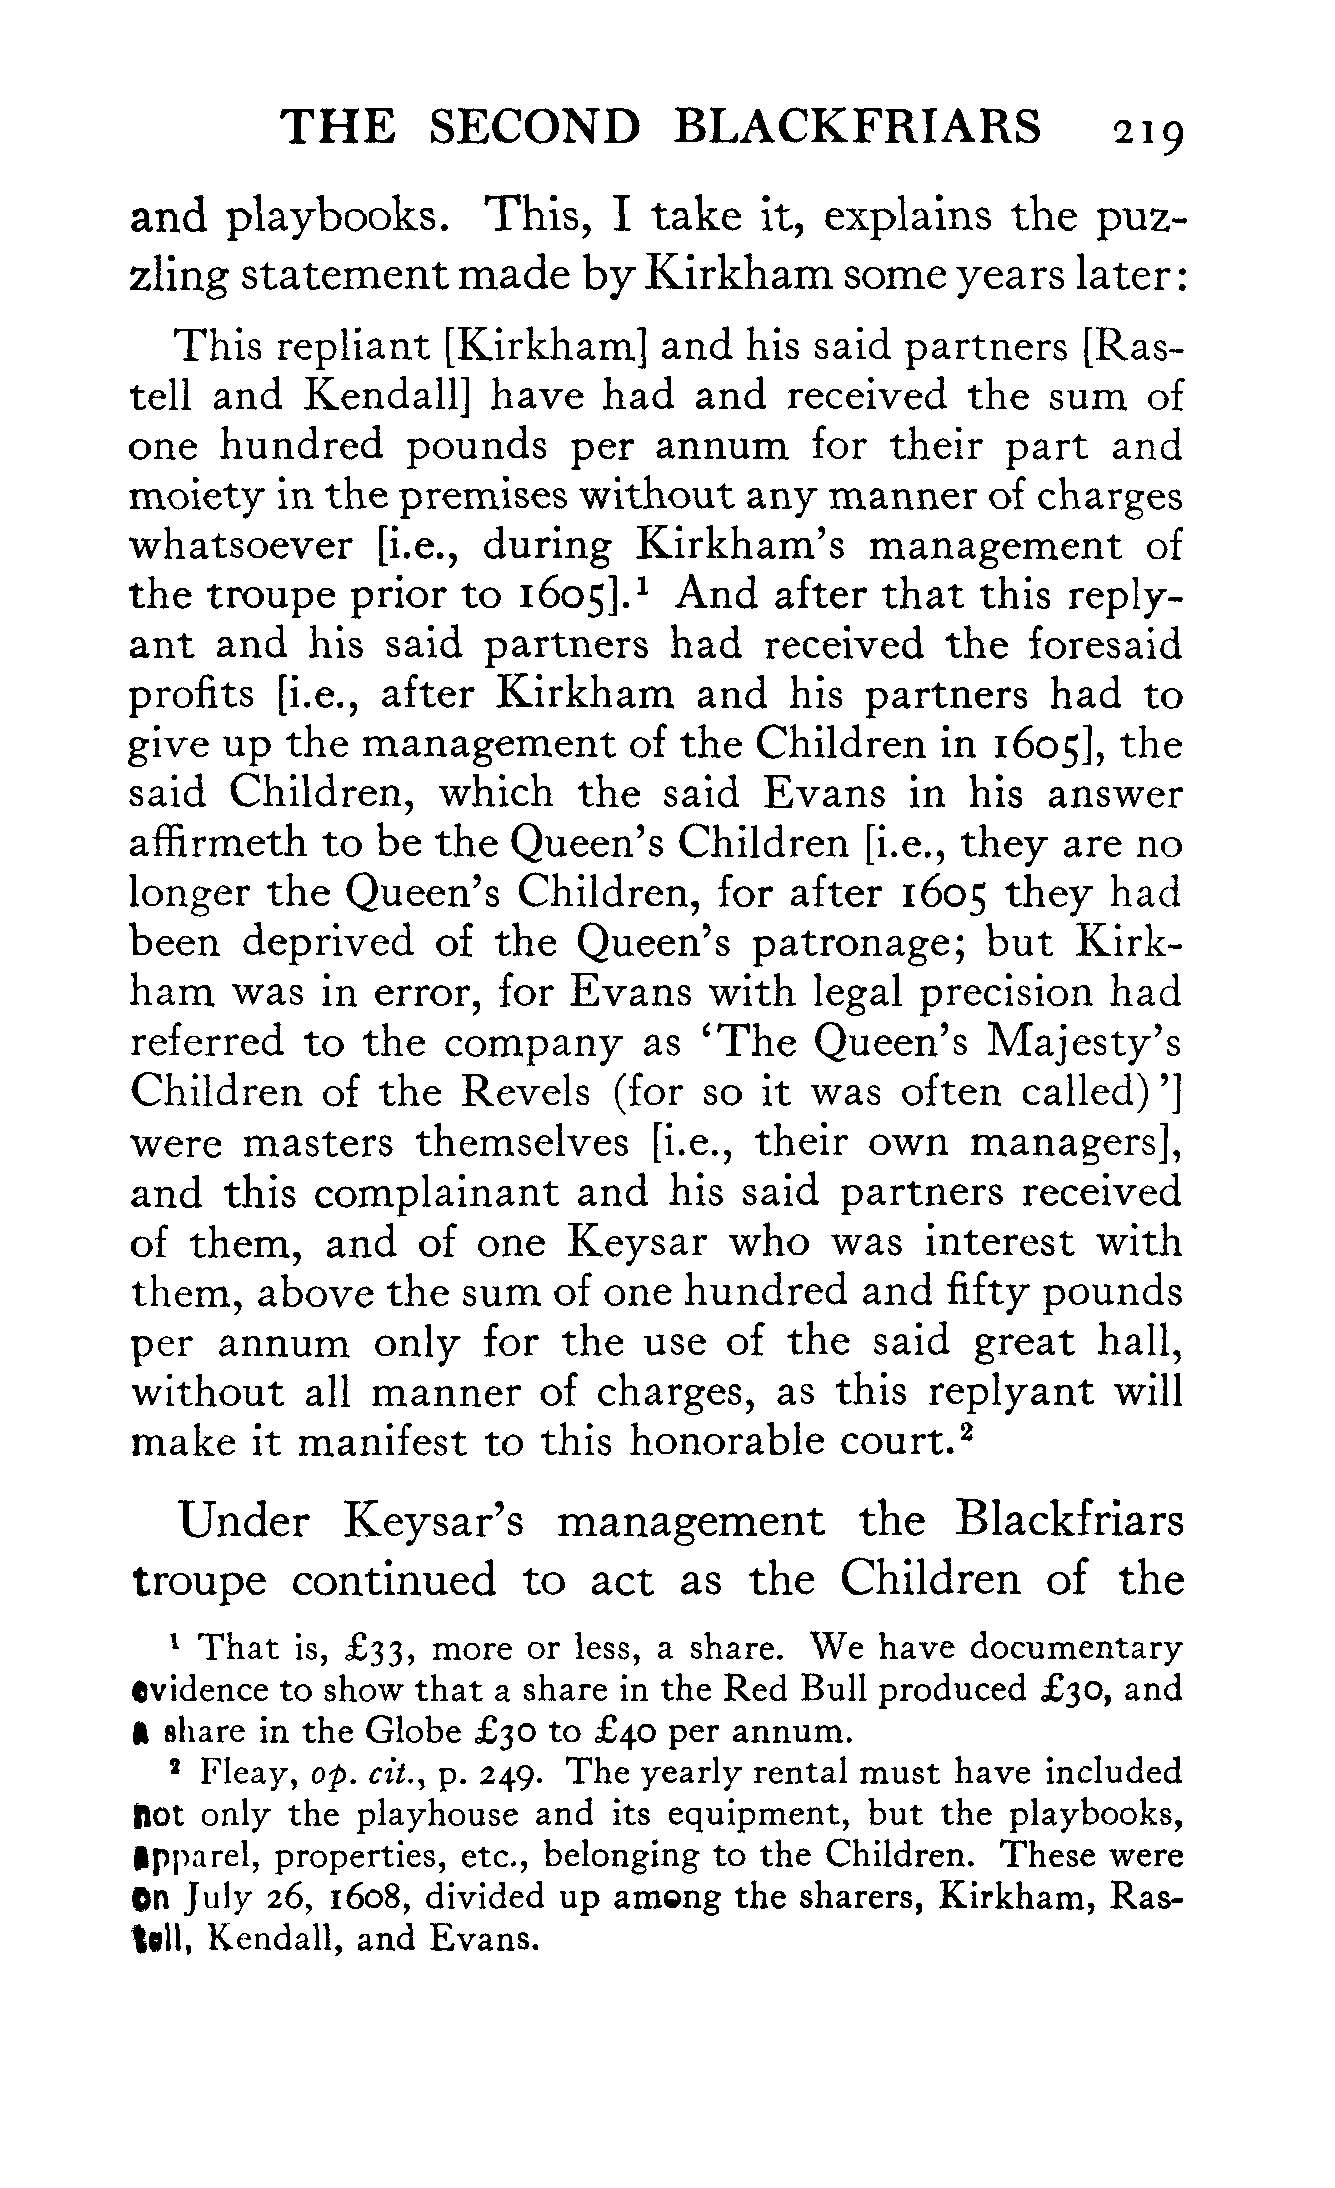 THE SECOND BLACKFRIARS 219
and playbooks. This, I take it, explains the puz-
zling statement made by Kirkham some years later:
This repliant [Kirkham] and his said partners [Ras-
tell and Kendall] have had and received the sum of
one hundred pounds per annum for their part and
moiety in the premises without any manner of charges
whatsoever [i.e., during Kirkham's management of
the troupe prior to 1605].¹ And after that this reply-
ant and his said partners had received the foresaid
profits [i.e., after Kirkham and his partners had to
give up the management of the Children in 1605], the
said Children, which the said Evans in his answer
affirmeth to be the Queen's Children [i.e., they are no
longer the Queen's Children, for after 1605 they had
been deprived of the Queen's patronage; but Kirk-
ham was in error, for Evans with legal precision had
referred to the company as 'The Queen's Majesty's
Children of the Revels (for so it was often called)']
were masters themselves [i.e., their own managers],
and this complainant and his said partners received
of them, and of one Keysar who was interest with
them, above the sum of one hundred and fifty pounds
per annum only for the use of the said great hall,
without all manner of charges, as this replyant will
make it manifest to this honorable court.²
Under Keysar's management the Blackfriars
troupe continued to act as the Children of the
¹ That is, £33, more or less, a share. We have documentary
evidence to show that a share in the Red Bull produced £30, and
a share in the Globe £30 to £40 per annum.
² Fleay, op. cit., p. 249. The yearly rental must have included
not only the playhouse and its equipment, but the playbooks,
apparel, properties, etc., belonging to the Children. These were
on July 26, 1608, divided up among the sharers, Kirkham, Ras-
tell, Kendall, and Evans.